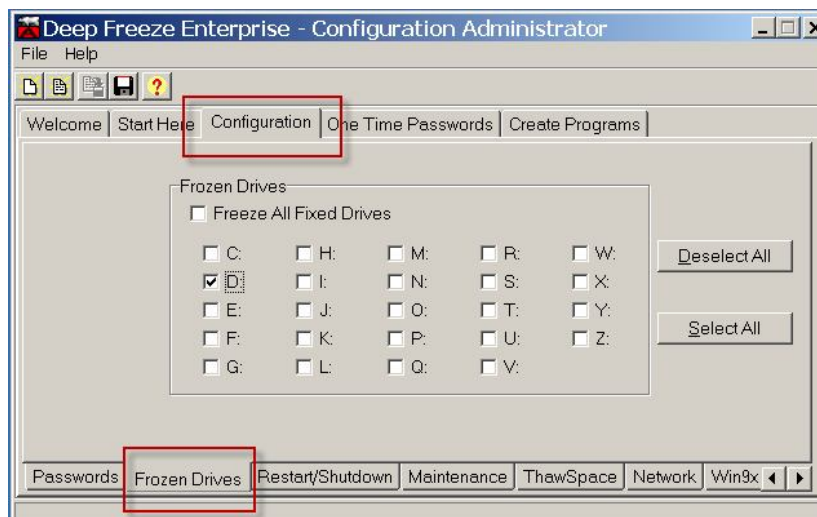 Deep Freeze Enterprise - Configuration Administrator
File Help
Welcome Start Here Configuration One Time Passwords Create Programs
Frozen Drives
Freeze All Fixed Drives
C: H: M: R: W:
D: I: N: S: X:
E: J: O: T: Y:
F: K: P: U: Z:
G: L: Q: V:
Deselect All
Select All
Passwords Frozen Drives Restart/Shutdown Maintenance ThawSpace Network Win9x